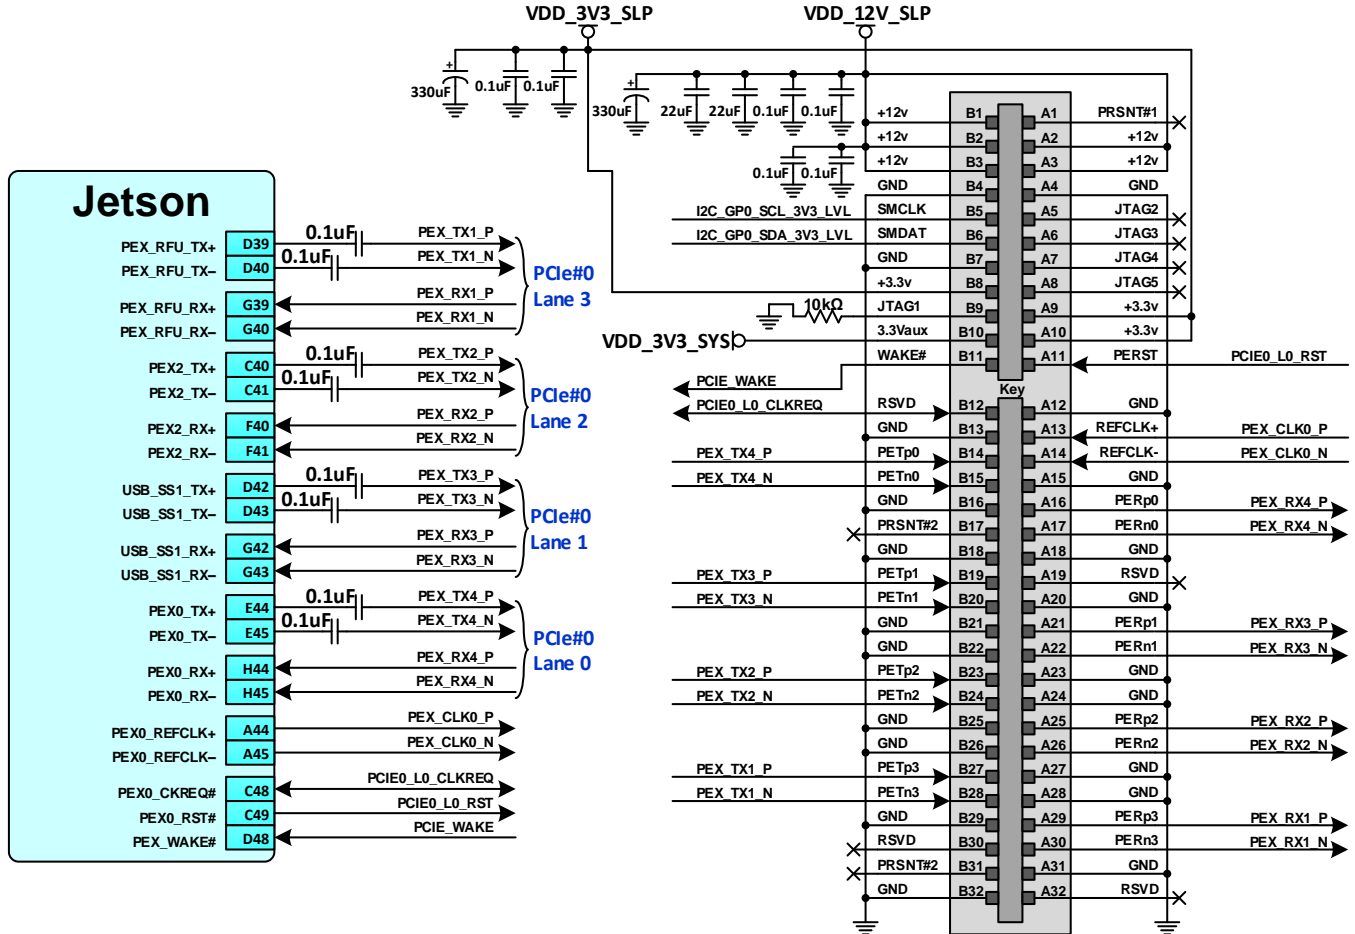 VDD_3V3_SLP
VDD_12V_SLP
330uF 0.1uF 0.1uF
330uF 22uF 22uF 0.1uF 0.1uF
0.1uF 0.1uF
Jetson
PEX_RFU_TX+ D39 0.1uF PEX_TX1_P
PEX_RFU_TX– D40 0.1uF PEX_TX1_N
PEX_RFU_RX+ G39 PEX_RX1_P
PEX_RFU_RX– G40 PEX_RX1_N
PCIe#0
Lane 3
PEX2_TX+ C40 0.1uF PEX_TX2_P
PEX2_TX– C41 0.1uF PEX_TX2_N
PEX2_RX+ F40 PEX_RX2_P
PEX2_RX– F41 PEX_RX2_N
PCIe#0
Lane 2
USB_SS1_TX+ D42 0.1uF PEX_TX3_P
USB_SS1_TX– D43 0.1uF PEX_TX3_N
USB_SS1_RX+ G42 PEX_RX3_P
USB_SS1_RX– G43 PEX_RX3_N
PCIe#0
Lane 1
PEX0_TX+ E44 0.1uF PEX_TX4_P
PEX0_TX– E45 0.1uF PEX_TX4_N
PEX0_RX+ H44 PEX_RX4_P
PEX0_RX– H45 PEX_RX4_N
PCIe#0
Lane 0
PEX0_REFCLK+ A44 PEX_CLK0_P
PEX0_REFCLK– A45 PEX_CLK0_N
PEX0_CKREQ# C48 PCIE0_L0_CLKREQ
PEX0_RST# C49 PCIE0_L0_RST
PEX_WAKE# D48 PCIE_WAKE
+12v B1 A1 PRSNT#1
+12v B2 A2 +12v
+12v B3 A3 +12v
GND B4 A4 GND
I2C_GP0_SCL_3V3_LVL SMCLK B5 A5 JTAG2
I2C_GP0_SDA_3V3_LVL SMDAT B6 A6 JTAG3
GND B7 A7 JTAG4
+3.3v B8 A8 JTAG5
10kΩ JTAG1 B9 A9 +3.3v
VDD_3V3_SYS 3.3Vaux B10 A10 +3.3v
WAKE# B11 A11 PERST PCIE0_L0_RST
PCIE_WAKE
Key
PCIE0_L0_CLKREQ RSVD B12 A12 GND
GND B13 A13 REFCLK+ PEX_CLK0_P
PEX_TX4_P PETp0 B14 A14 REFCLK- PEX_CLK0_N
PEX_TX4_N PETn0 B15 A15 GND
GND B16 A16 PERp0 PEX_RX4_P
PRSNT#2 B17 A17 PERn0 PEX_RX4_N
GND B18 A18 GND
PEX_TX3_P PETp1 B19 A19 RSVD
PEX_TX3_N PETn1 B20 A20 GND
GND B21 A21 PERp1 PEX_RX3_P
GND B22 A22 PERn1 PEX_RX3_N
PEX_TX2_P PETp2 B23 A23 GND
PEX_TX2_N PETn2 B24 A24 GND
GND B25 A25 PERp2 PEX_RX2_P
GND B26 A26 PERn2 PEX_RX2_N
PEX_TX1_P PETp3 B27 A27 GND
PEX_TX1_N PETn3 B28 A28 GND
GND B29 A29 PERp3 PEX_RX1_P
RSVD B30 A30 PERn3 PEX_RX1_N
PRSNT#2 B31 A31 GND
GND B32 A32 RSVD